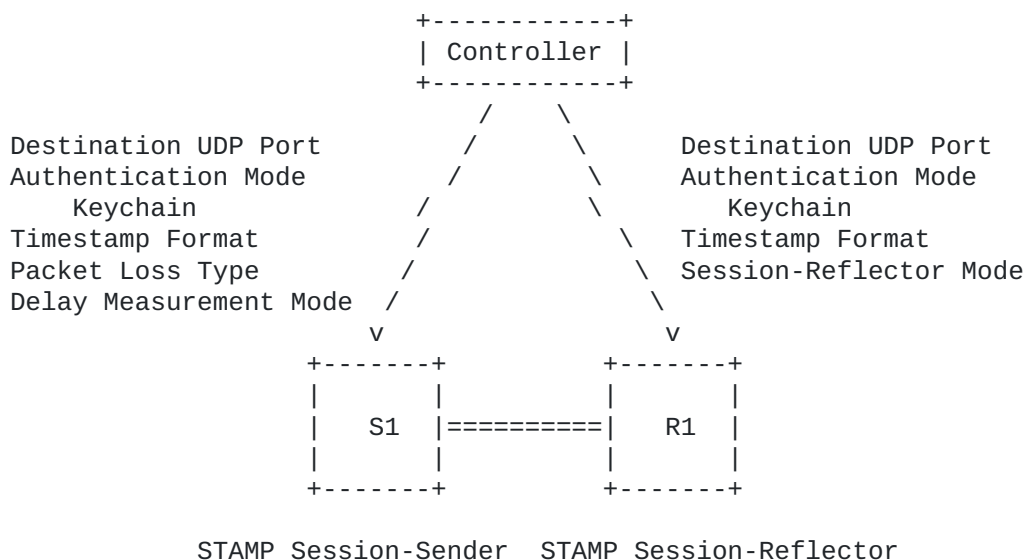 Controller
Destination UDP Port Destination UDP Port
Authentication Mode Authentication Mode
Keychain Keychain
Timestamp Format Timestamp Format
Packet Loss Type Session-Reflector Mode
Delay Measurement Mode
v v
S1 R1
STAMP Session-Sender STAMP Session-Reflector